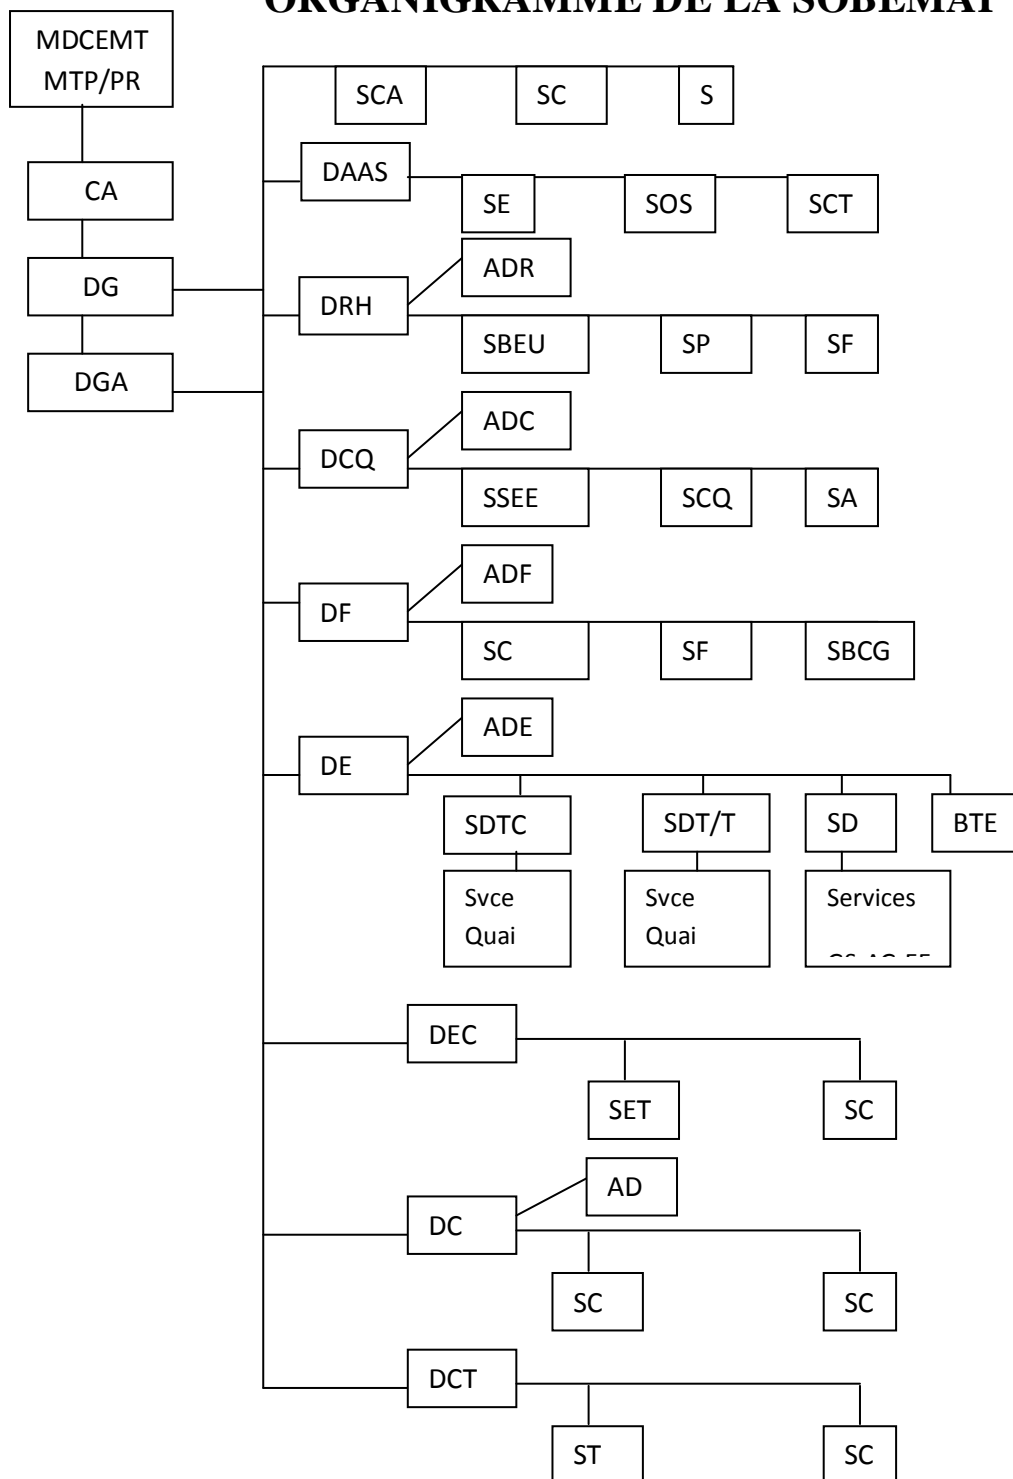 ORGANIGRAMME DE LA SOBEMAP
MDCEMT
MTP/PR
CA
DG
DGA
SCA
SC
S
DAAS
SE
SOS
SCT
DRH
ADR
SBEU
SP
SF
DCQ
ADC
SSEE
SCQ
SA
DF
ADF
SC
SF
SBCG
DE
ADE
SDTC
SDT/T
SD
BTE
Svce
Quai
Svce
Quai
Services
DEC
SET
SC
DC
AD
SC
SC
DCT
ST
SC